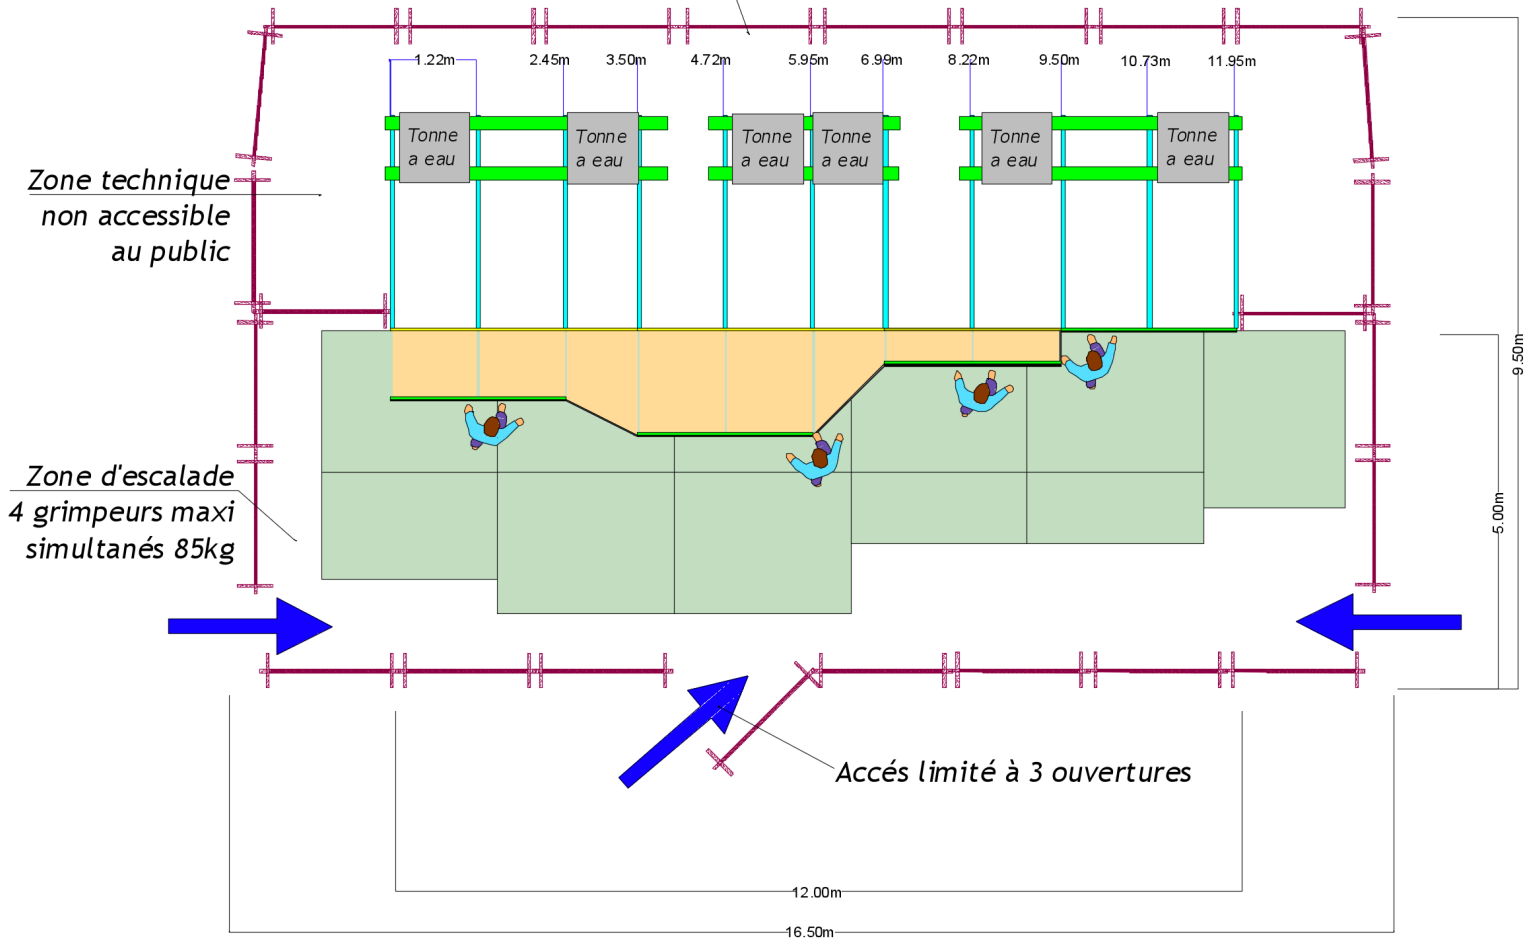 1.22m
2.45m
3.50m
4.72m
5.95m
6.99m
8.22m
9.50m
10.73m
11.95m
Tonne
a eau
Tonne
a eau
Tonne
a eau
Tonne
a eau
Tonne
a eau
Tonne
a eau
Zone technique
non accessible
au public
9.50m
Zone d'escalade
4 grimpeurs maxi
simultanés 85kg
5.00m
Accés limité à 3 ouvertures
12.00m
16.50m